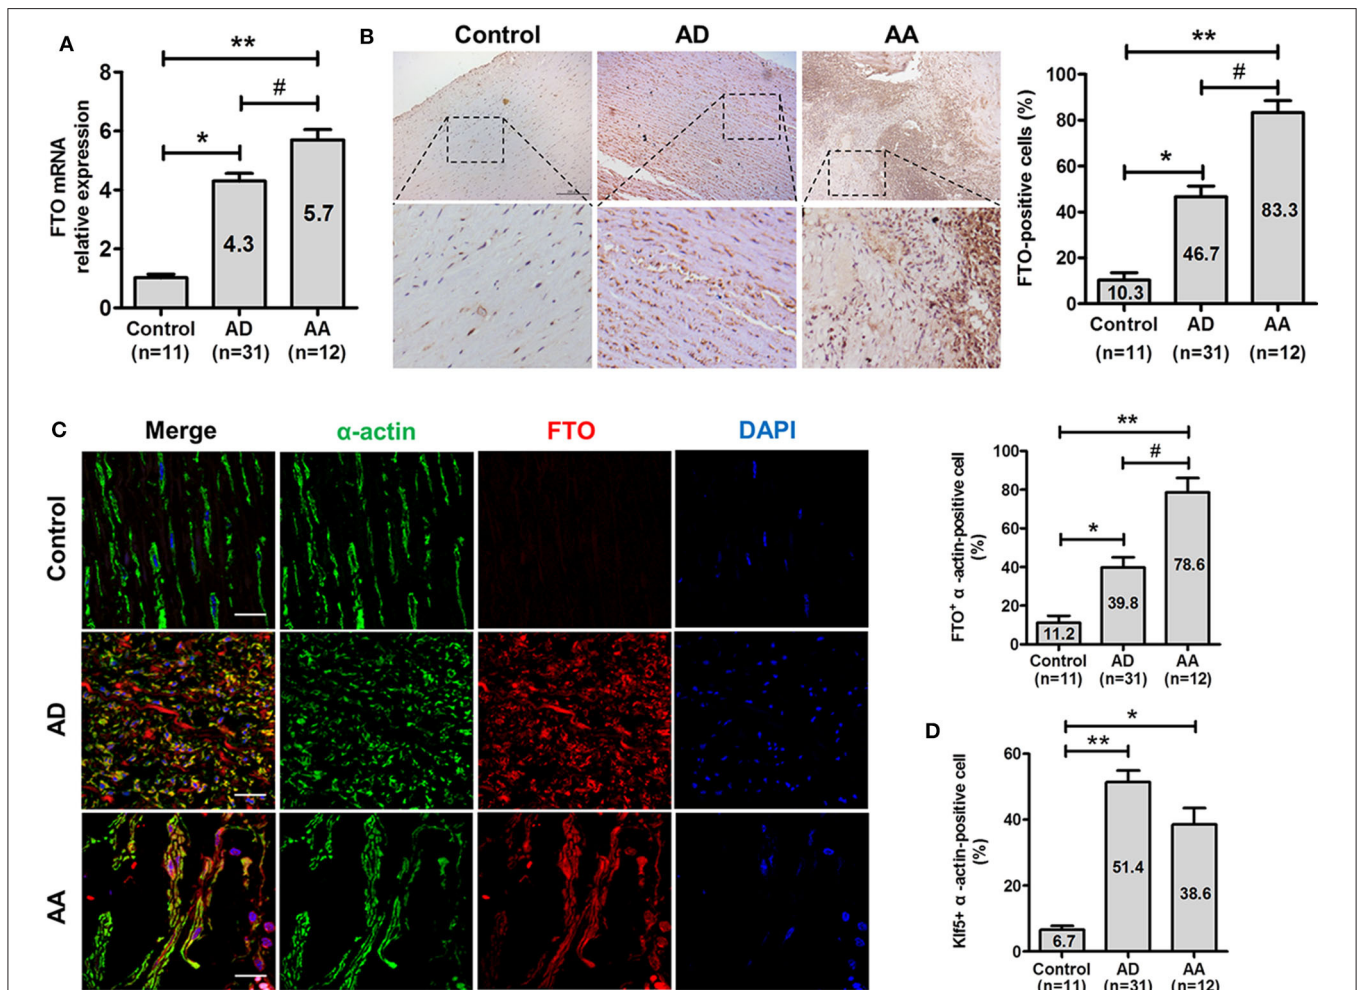 A
**
8
#
6
*
4
2
0
FTO mRNA
relative expression
4.3
5.7
Control
(n=11)
AD
(n=31)
AA
(n=12)
B
Control
AD
AA
**
100
#
80
60
*
40
20
0
FTO-positive cells (%)
10.3
46.7
83.3
Control
(n=11)
AD
(n=31)
AA
(n=12)
C
Merge
α-actin
FTO
DAPI
Control
AD
AA
**
100
#
80
60
*
40
20
0
FTO⁺ α -actin-positive cell
(%)
11.2
39.8
78.6
Control
(n=11)
AD
(n=31)
AA
(n=12)
D
*
**
60
40
20
0
Klf5+ α -actin-positive cell
(%)
6.7
51.4
38.6
Control
(n=11)
AD
(n=31)
AA
(n=12)